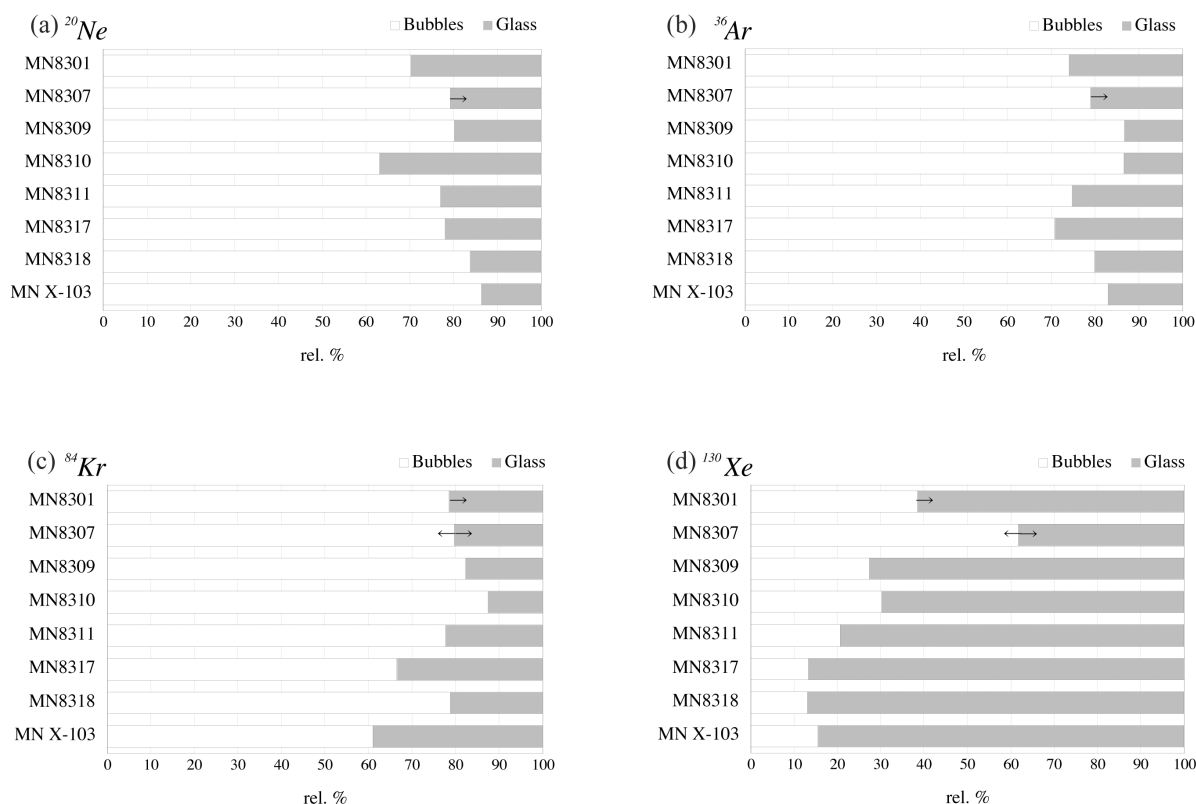 (a) ²⁰Ne
Bubbles Glass
MN8301
MN8307
MN8309
MN8310
MN8311
MN8317
MN8318
MN X-103
0 10 20 30 40 50 60 70 80 90 100
rel. %
(b) ³⁶Ar
Bubbles Glass
MN8301
MN8307
MN8309
MN8310
MN8311
MN8317
MN8318
MN X-103
0 10 20 30 40 50 60 70 80 90 100
rel. %
(c) ⁸⁴Kr
Bubbles Glass
MN8301
MN8307
MN8309
MN8310
MN8311
MN8317
MN8318
MN X-103
0 10 20 30 40 50 60 70 80 90 100
rel. %
(d) ¹³⁰Xe
Bubbles Glass
MN8301
MN8307
MN8309
MN8310
MN8311
MN8317
MN8318
MN X-103
0 10 20 30 40 50 60 70 80 90 100
rel. %